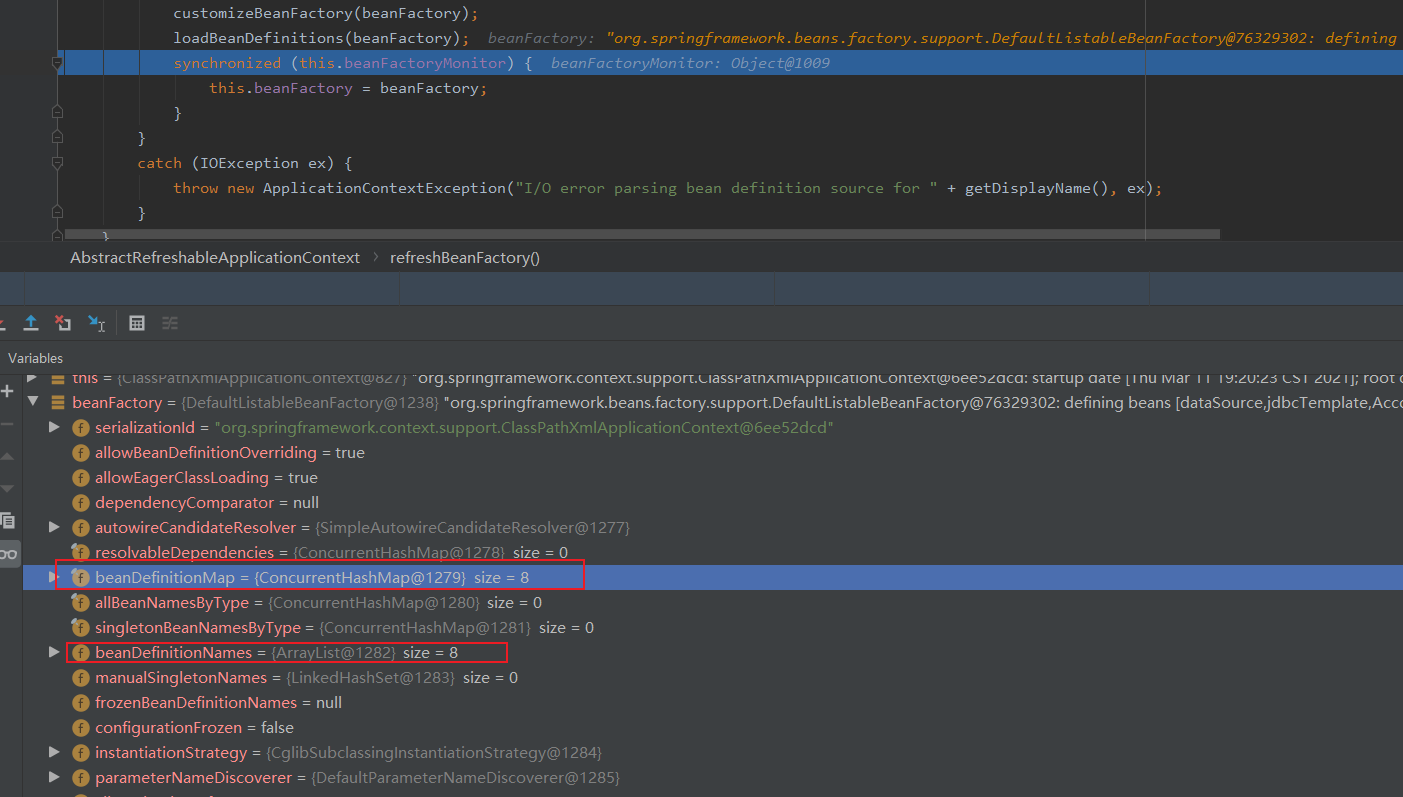 customizeBeanFactory(beanFactory);
loadBeanDefinitions(beanFactory); beanFactory: "org.springframework.beans.factory.support.DefaultListableBeanFactory@76329302: defining
synchronized (this.beanFactoryMonitor) { beanFactoryMonitor: Object@1009
this.beanFactory = beanFactory;
}
}
catch (IOException ex) {
throw new ApplicationContextException("I/O error parsing bean definition source for " + getDisplayName(), ex);
}
}
AbstractRefreshableApplicationContext › refreshBeanFactory()
Variables
this = {ClassPathXmlApplicationContext@827} "org.springframework.context.support.ClassPathXmlApplicationContext@6ee52dcd: startup date [Thu Mar 11 19:20:23 CST 2021]; root c
beanFactory = {DefaultListableBeanFactory@1238} "org.springframework.beans.factory.support.DefaultListableBeanFactory@76329302: defining beans [dataSource,jdbcTemplate,Acco
f serializationId = "org.springframework.context.support.ClassPathXmlApplicationContext@6ee52dcd"
f allowBeanDefinitionOverriding = true
f allowEagerClassLoading = true
f dependencyComparator = null
f autowireCandidateResolver = {SimpleAutowireCandidateResolver@1277}
f resolvableDependencies = {ConcurrentHashMap@1278} size = 0
f beanDefinitionMap = {ConcurrentHashMap@1279} size = 8
f allBeanNamesByType = {ConcurrentHashMap@1280} size = 0
f singletonBeanNamesByType = {ConcurrentHashMap@1281} size = 0
f beanDefinitionNames = {ArrayList@1282} size = 8
f manualSingletonNames = {LinkedHashSet@1283} size = 0
f frozenBeanDefinitionNames = null
f configurationFrozen = false
f instantiationStrategy = {CglibSubclassingInstantiationStrategy@1284}
f parameterNameDiscoverer = {DefaultParameterNameDiscoverer@1285}